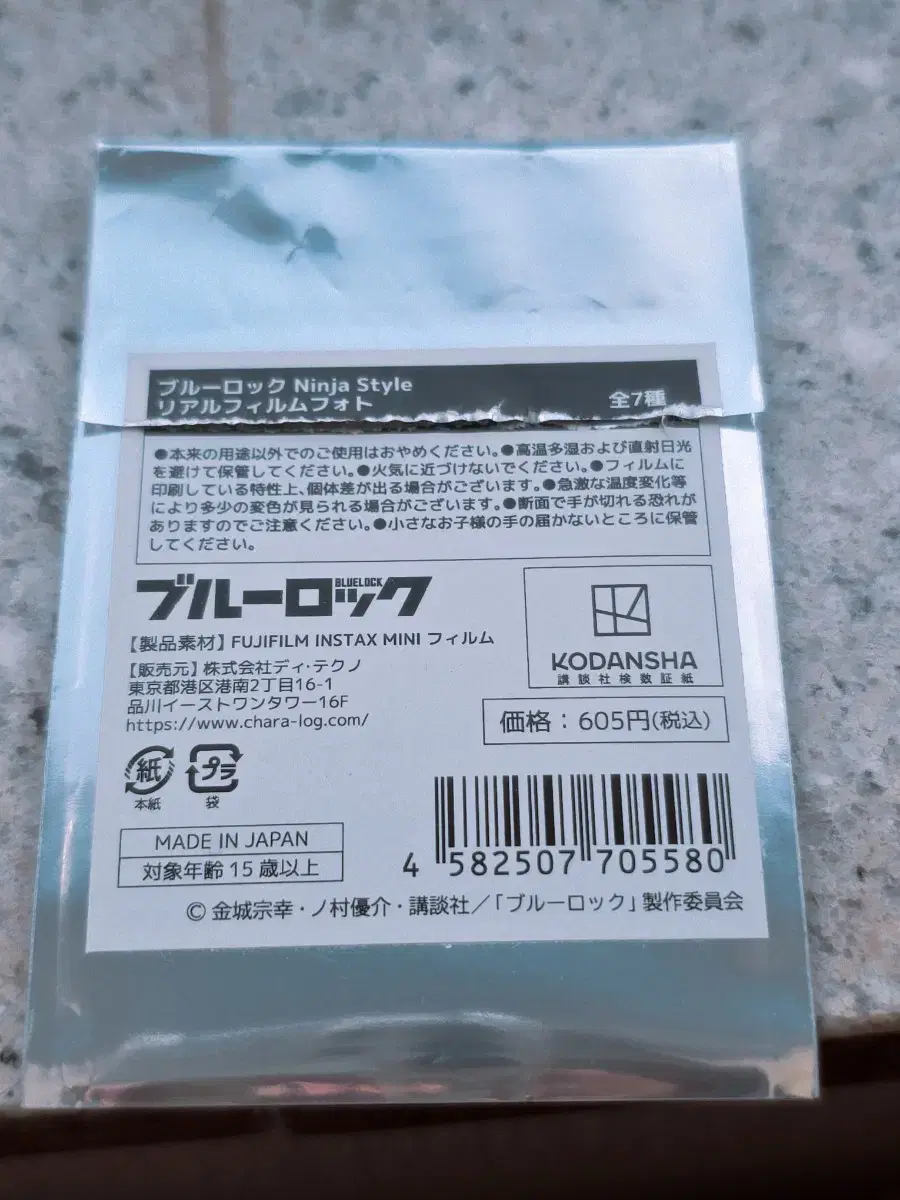 ブルーロック Ninja Style
リアルフィルムフォト
全7種
●本来の用途以外でのご使用はおやめください。●高温多湿および直射日光
を避けて保管してください。●火気に近づけないでください。●フィルムに
印刷している特性上、個体差が出る場合がございます。●急激な温度変化等
により多少の変色が見られる場合がございます。●断面で手が切れる恐れが
ありますのでご注意ください。●小さなお子様の手の届かないところに保管
してください。
ブルーロック
BLUELOCK
【製品素材】FUJIFILM INSTAX MINI フィルム
【販売元】株式会社ディ・テクノ
東京都港区港南2丁目16-1
品川イーストワンタワー16F
https://www.chara-log.com/
KODANSHA
講談社検数証紙
価格：605円(税込)
紙
本紙
プラ
袋
MADE IN JAPAN
対象年齢 15 歳以上
4 582507 705580
© 金城宗幸・ノ村優介・講談社／「ブルーロック」製作委員会